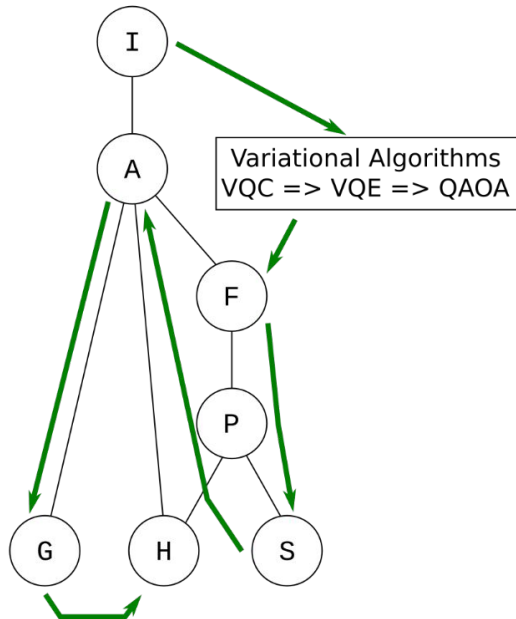 I
Variational Algorithms
VQC => VQE => QAOA
A
F
P
G
H
S